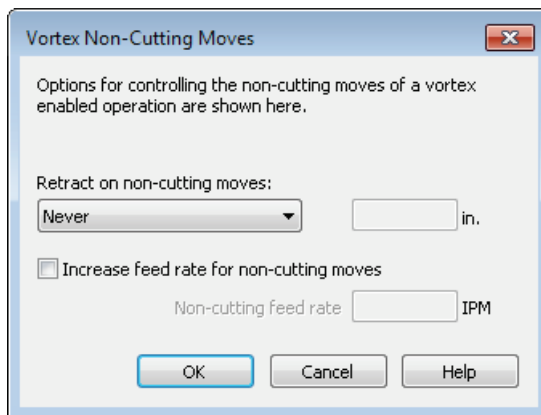 Vortex Non-Cutting Moves
Options for controlling the non-cutting moves of a vortex
enabled operation are shown here.
Retract on non-cutting moves:
Never in.
Increase feed rate for non-cutting moves
Non-cutting feed rate IPM
OK Cancel Help